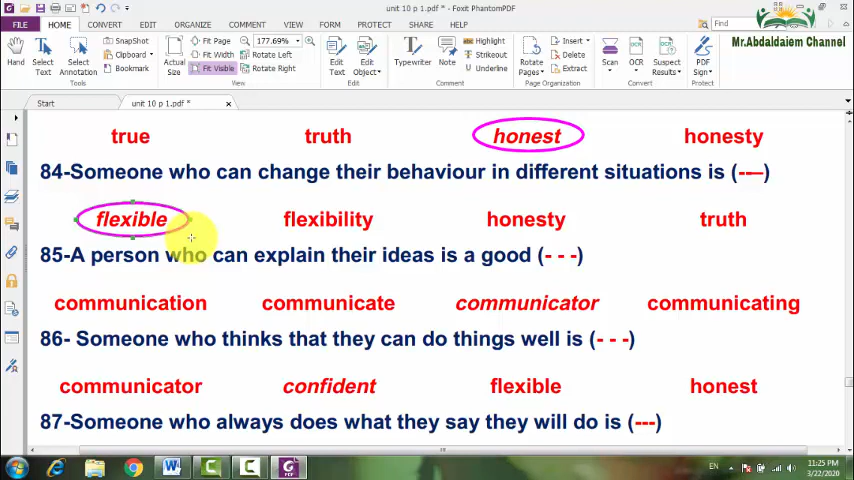 unit 10 p 1.pdf * - Foxit PhantomPDF
FILE HOME CONVERT EDIT ORGANIZE COMMENT VIEW FORM PROTECT SHARE HELP Find
Mr.Abdaldaiem Channel
SnapShot Fit Page 177.69% Highlight Insert
Clipboard Fit Width Rotate Left Strikeout Delete
Hand Select Text Select Annotation Bookmark Actual Size Fit Visible Rotate Right Edit Text Edit Object Typewriter Note Underline Rotate Pages Extract Scan OCR Suspect Results PDF Sign
Tools View Edit Comment Page Organization Convert Protect
Start unit 10 p 1.pdf *
true truth honest honesty
84-Someone who can change their behaviour in different situations is (---)
flexible flexibility honesty truth
85-A person who can explain their ideas is a good (- - -)
communication communicate communicator communicating
86- Someone who thinks that they can do things well is (- - -)
communicator confident flexible honest
87-Someone who always does what they say they will do is (---)
EN 11:25 PM
3/22/2020